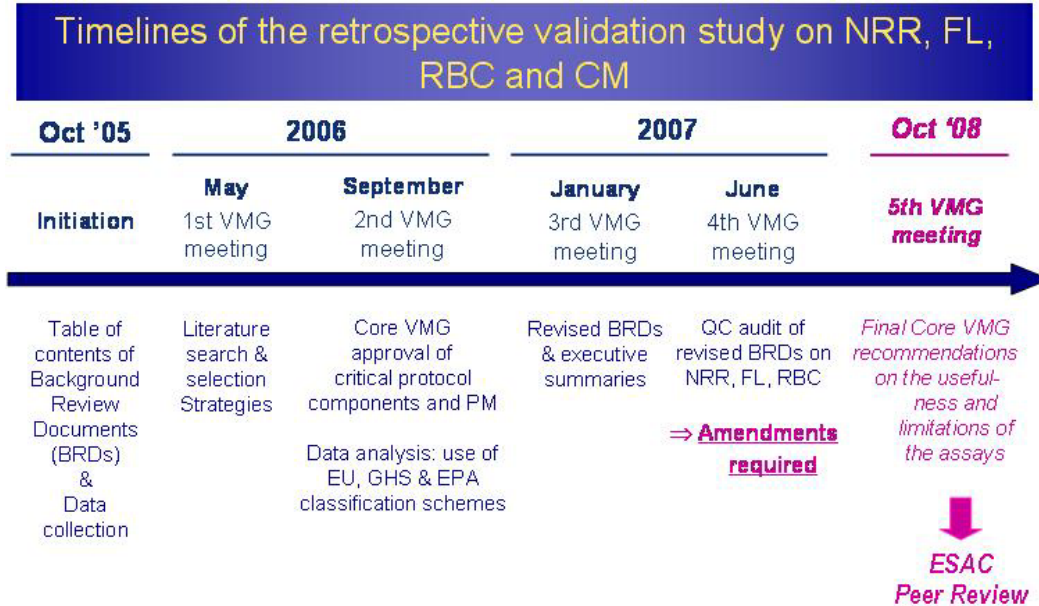 Timelines of the retrospective validation study on NRR, FL,
RBC and CM
Oct '05
2006
2007
Oct '08
Initiation
May
1st VMG
meeting
September
2nd VMG
meeting
January
3rd VMG
meeting
June
4th VMG
meeting
5th VMG
meeting
Table of
contents of
Background
Review
Documents
(BRDs)
&
Data
collection
Literature
search &
selection
Strategies
Core VMG
approval of
critical protocol
components and PM
Data analysis: use of
EU, GHS & EPA
classification schemes
Revised BRDs
& executive
summaries
QC audit of
revised BRDs on
NRR, FL, RBC
⇒ Amendments
required
Final Core VMG
recommendations
on the useful-
ness and
limitations of
the assays
ESAC
Peer Review